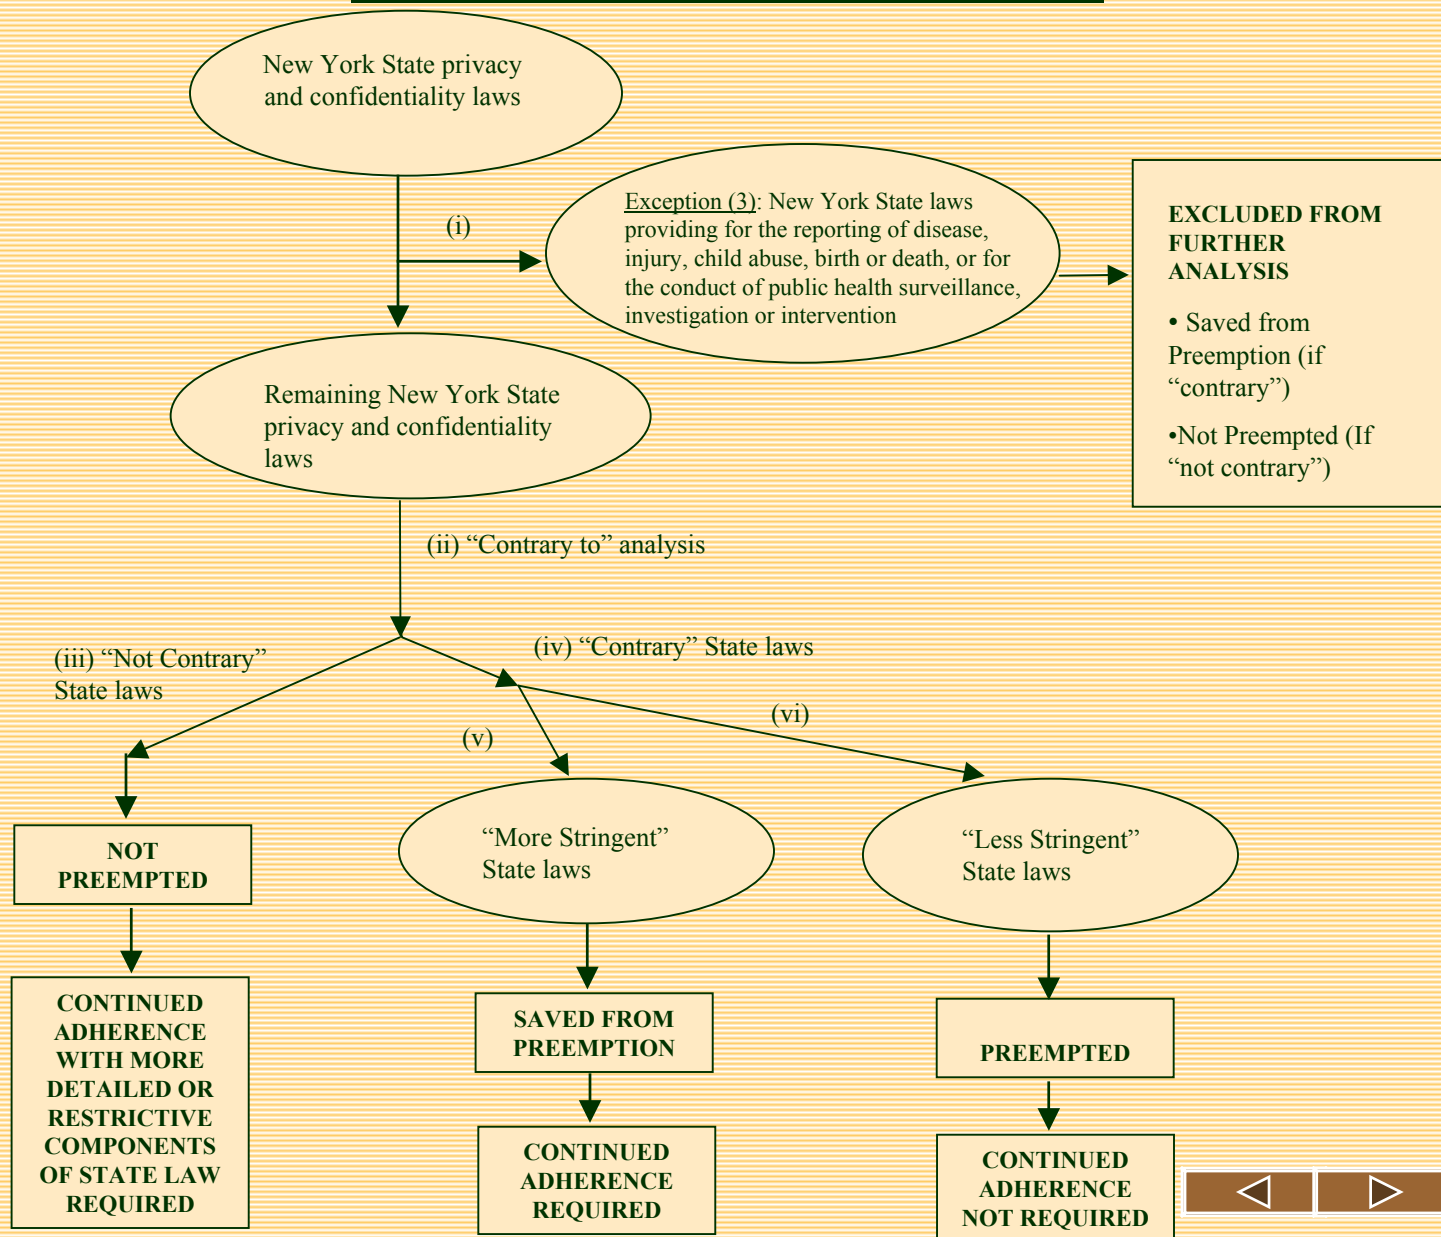 New York State privacy
and confidentiality laws
(i)
Exception (3): New York State laws
providing for the reporting of disease,
injury, child abuse, birth or death, or for
the conduct of public health surveillance,
investigation or intervention
EXCLUDED FROM
FURTHER
ANALYSIS
• Saved from
Preemption (if
“contrary”)
•Not Preempted (If
“not contrary”)
Remaining New York State
privacy and confidentiality
laws
(ii) “Contrary to” analysis
(iii) “Not Contrary”
State laws
(iv) “Contrary” State laws
(v)
(vi)
NOT
PREEMPTED
“More Stringent”
State laws
“Less Stringent”
State laws
CONTINUED
ADHERENCE
WITH MORE
DETAILED OR
RESTRICTIVE
COMPONENTS
OF STATE LAW
REQUIRED
SAVED FROM
PREEMPTION
PREEMPTED
CONTINUED
ADHERENCE
REQUIRED
CONTINUED
ADHERENCE
NOT REQUIRED